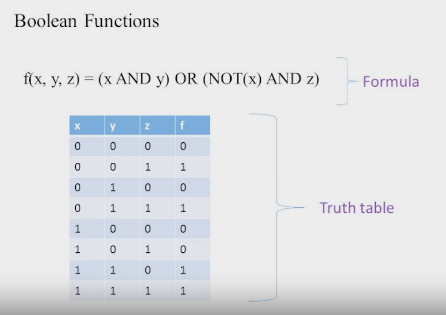 Boolean Functions
f(x, y, z) = (x AND y) OR (NOT(x) AND z)
Formula
x y z f
0 0 0 0
0 0 1 1
0 1 0 0
0 1 1 1
1 0 0 0
1 0 1 0
1 1 0 1
1 1 1 1
Truth table